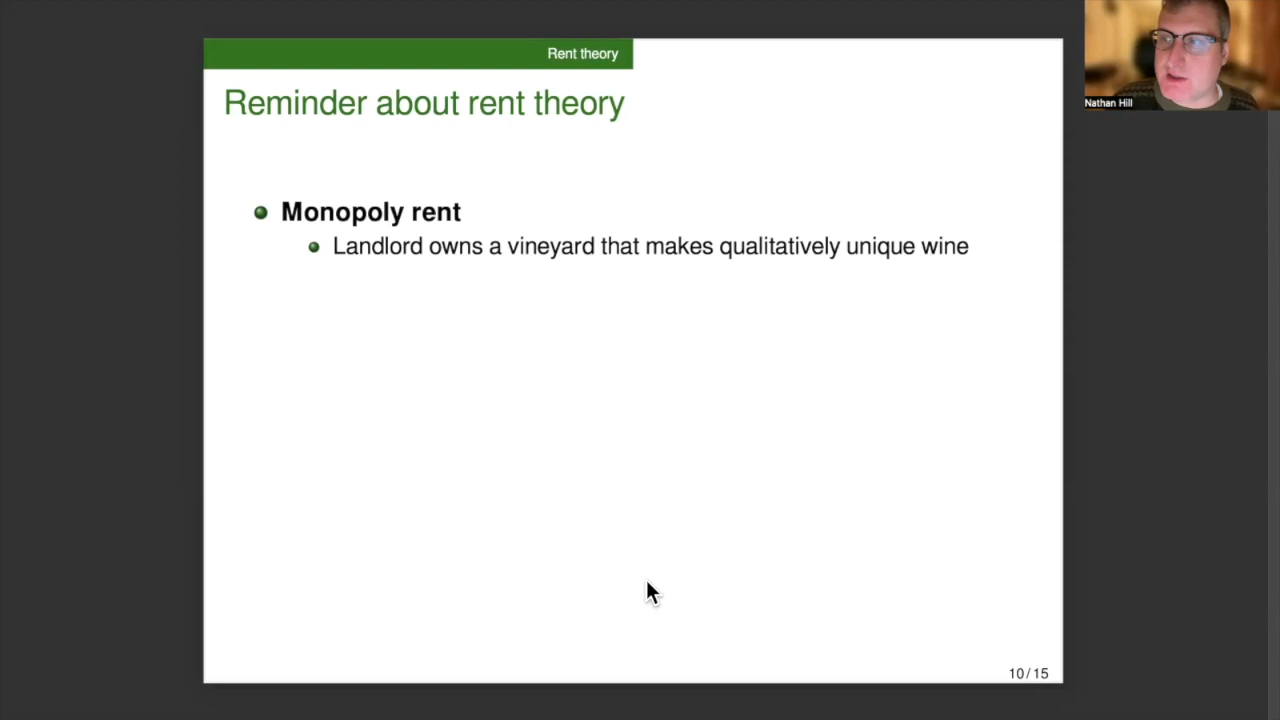 Rent theory
Reminder about rent theory
Monopoly rent
Landlord owns a vineyard that makes qualitatively unique wine
10/15
Nathan Hill